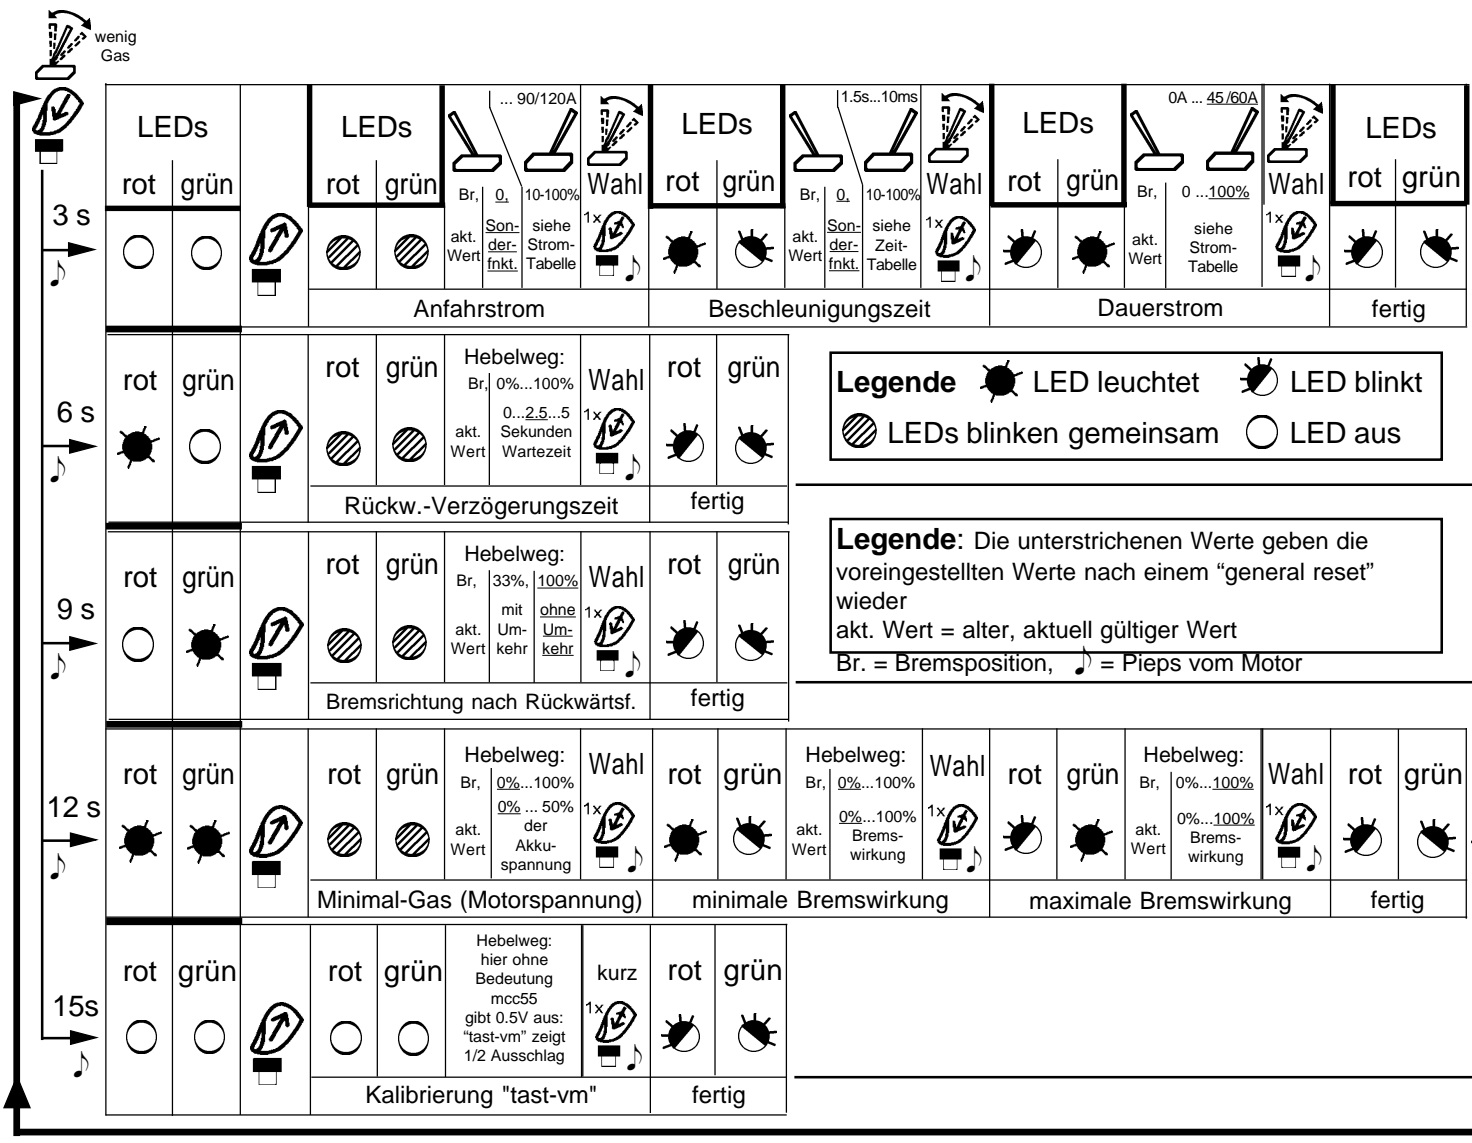 wenig
Gas
LEDs
rot grün
3 s
LEDs
rot grün
... 90/120A
Br, 0, 10-100%
akt.
Wert
Son-
der-
fnkt.
siehe
Strom-
Tabelle
Wahl
1x
Anfahrstrom
LEDs
rot grün
1.5s...10ms
Br, 0, 10-100%
akt.
Wert
Son-
der-
fnkt.
siehe
Zeit-
Tabelle
Wahl
1x
Beschleunigungszeit
LEDs
rot grün
0A ... 45/60A
Br, 0 ...100%
akt.
Wert
siehe
Strom-
Tabelle
Wahl
1x
Dauerstrom
LEDs
rot grün
fertig
6 s
rot grün
rot grün
Hebelweg:
Br, 0%...100%
akt.
Wert
0...2.5...5
Sekunden
Wartezeit
Wahl
1x
Rückw.-Verzögerungszeit
rot grün
fertig
Legende LED leuchtet LED blinkt
LEDs blinken gemeinsam LED aus
9 s
rot grün
rot grün
Hebelweg:
Br, 33%, 100%
akt.
Wert
mit
Um-
kehr
ohne
Um-
kehr
Wahl
1x
Bremsrichtung nach Rückwärtsf.
rot grün
fertig
Legende: Die unterstrichenen Werte geben die
voreingestellten Werte nach einem “general reset”
wieder
akt. Wert = alter, aktuell gültiger Wert
Br. = Bremsposition, = Pieps vom Motor
12 s
rot grün
rot grün
Hebelweg:
Br, 0%...100%
akt.
Wert
0% ... 50%
der
Akku-
spannung
Wahl
1x
Minimal-Gas (Motorspannung)
rot grün
Hebelweg:
Br, 0%...100%
akt.
Wert
0%...100%
Brems-
wirkung
Wahl
1x
minimale Bremswirkung
rot grün
Hebelweg:
Br, 0%...100%
akt.
Wert
0%...100%
Brems-
wirkung
Wahl
1x
maximale Bremswirkung
rot grün
fertig
15s
rot grün
rot grün
Hebelweg:
hier ohne
Bedeutung
mcc55
gibt 0.5V aus:
“tast-vm” zeigt
1/2 Ausschlag
kurz
1x
Kalibrierung "tast-vm"
rot grün
fertig